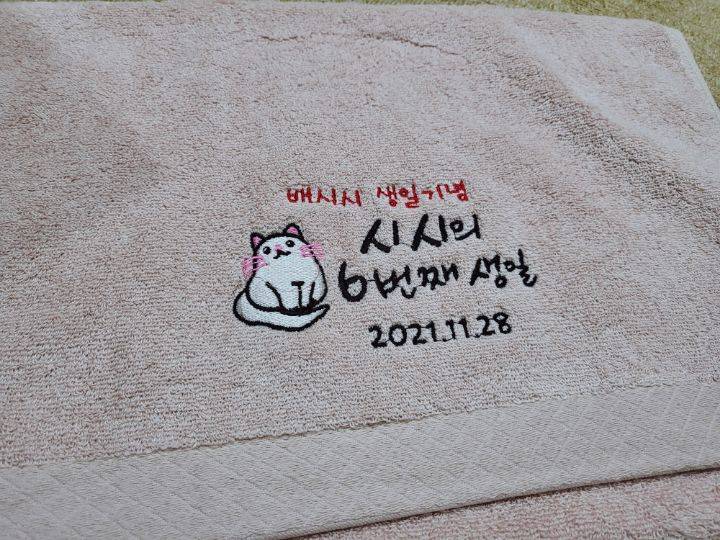 배시시 생일기념
시시의
6번째 생일
2021.11.28